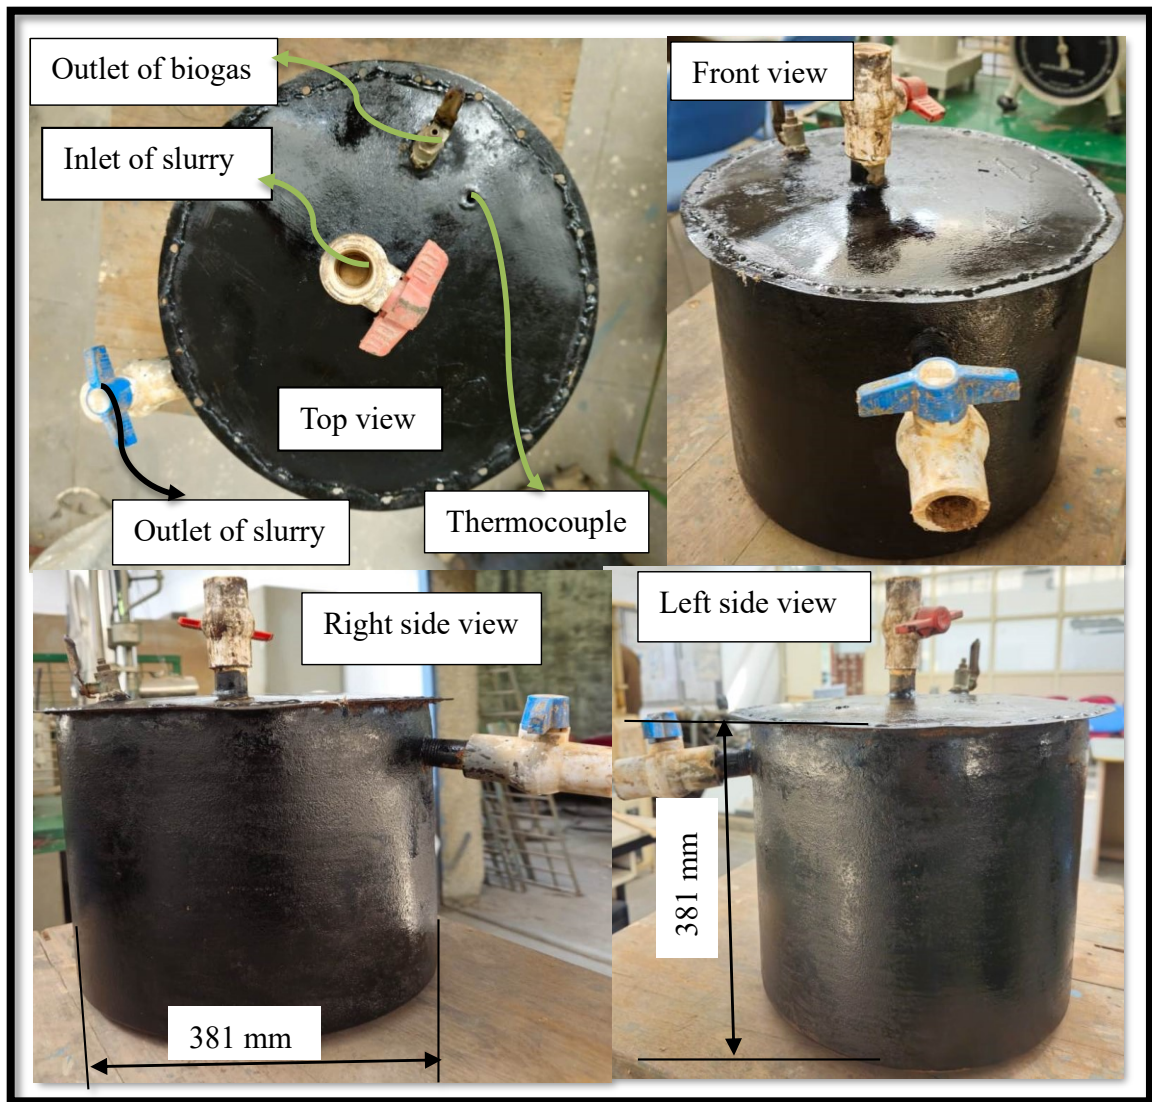 Outlet of biogas
Inlet of slurry
Top view
Outlet of slurry
Thermocouple
Front view
Right side view
381 mm
Left side view
381 mm